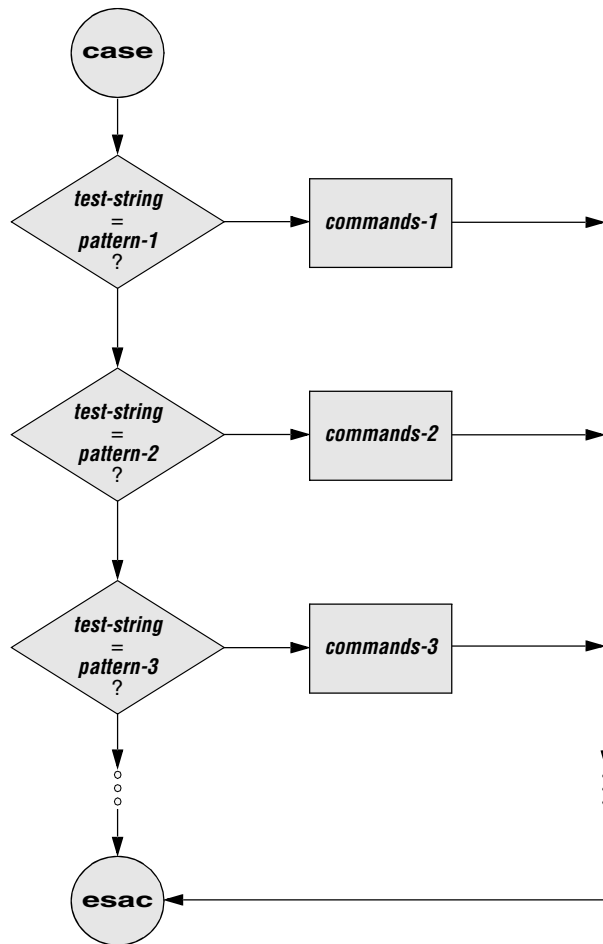 case
test-string
=
pattern-1
?
commands-1
test-string
=
pattern-2
?
commands-2
test-string
=
pattern-3
?
commands-3
esac